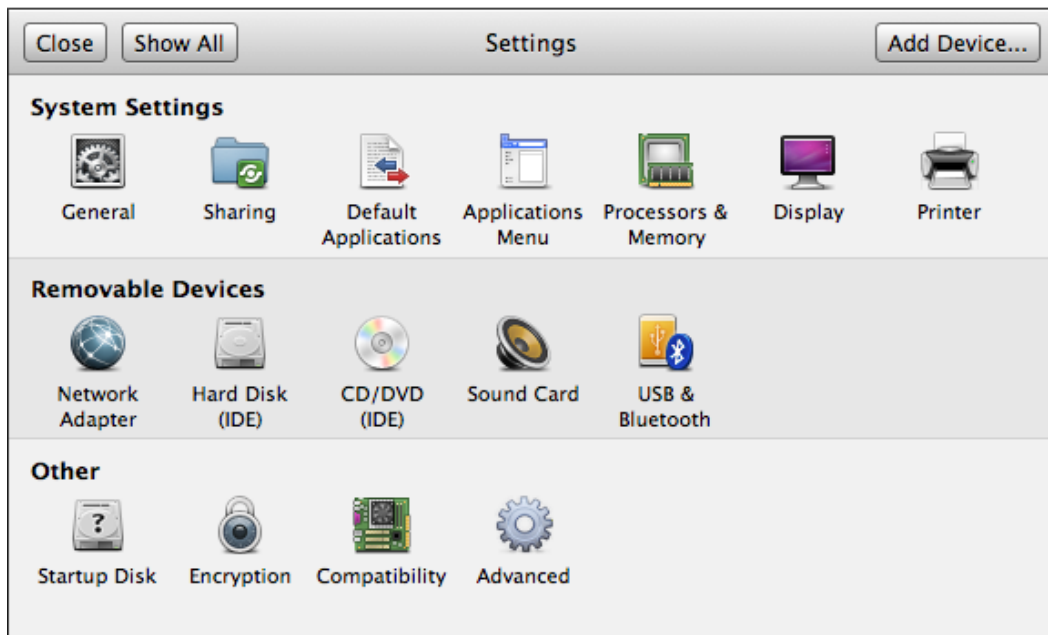 Close Show All Settings Add Device...
System Settings
General Sharing Default Applications Applications Menu Processors & Memory Display Printer
Removable Devices
Network Adapter Hard Disk (IDE) CD/DVD (IDE) Sound Card USB & Bluetooth
Other
?
Startup Disk Encryption Compatibility Advanced